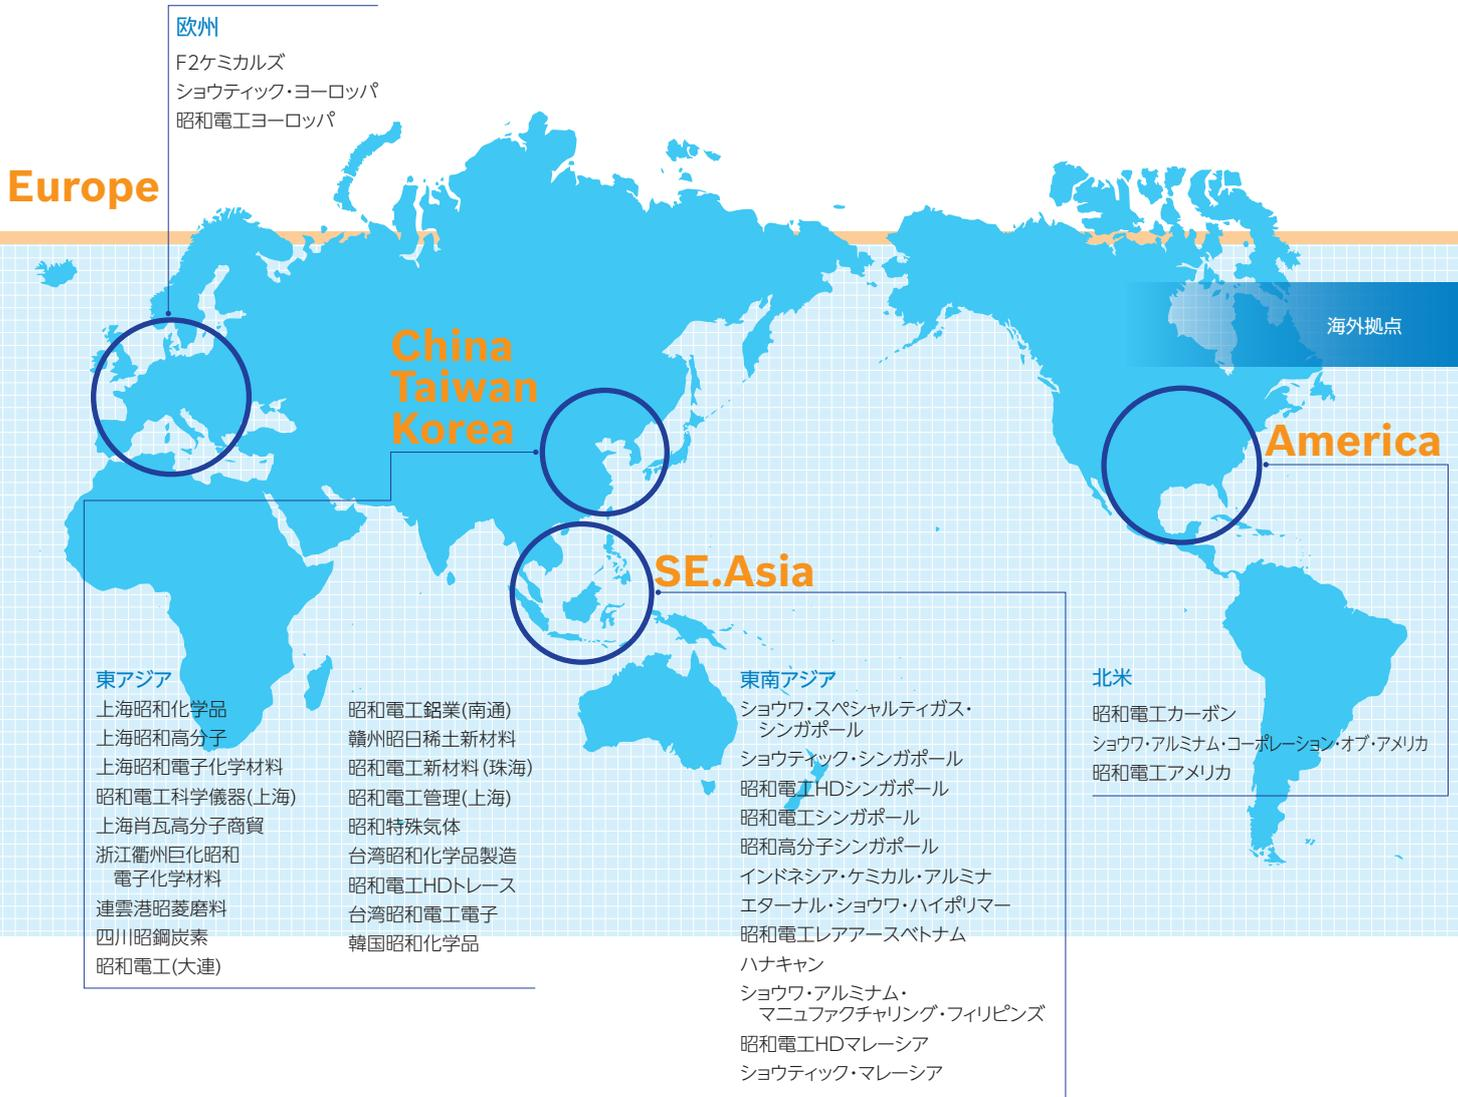 欧州
F2ケミカルズ
ショウティック・ヨーロッパ
昭和電工ヨーロッパ
Europe
China
Taiwan
Korea
海外拠点
America
SE.Asia
東アジア
上海昭和化学品
上海昭和高分子
上海昭和電子化学材料
昭和電工科学儀器(上海)
上海肖瓦高分子商貿
浙江衢州巨化昭和
電子化学材料
連雲港昭菱磨料
四川昭鋼炭素
昭和電工(大連)
昭和電工鋁業(南通)
贛州昭日稀土新材料
昭和電工新材料(珠海)
昭和電工管理(上海)
昭和特殊気体
台湾昭和化学品製造
昭和電工HDトレース
台湾昭和電工電子
韓国昭和化学品
東南アジア
ショウワ・スペシャルティガス・
シンガポール
ショウティック・シンガポール
昭和電工HDシンガポール
昭和電工シンガポール
昭和高分子シンガポール
インドネシア・ケミカル・アルミナ
エターナル・ショウワ・ハイポリマー
昭和電工レアアースベトナム
ハナキャン
ショウワ・アルミナム・
マニュファクチャリング・フィリピンズ
昭和電工HDマレーシア
ショウティック・マレーシア
北米
昭和電工カーボン
ショウワ・アルミナム・コーポレーション・オブ・アメリカ
昭和電工アメリカ